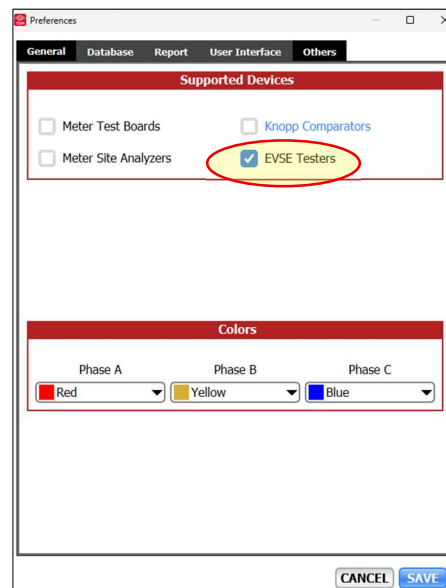 Preferences
General Database Report User Interface Others
Supported Devices
Meter Test Boards Knopp Comparators
Meter Site Analyzers EVSE Testers
Colors
Phase A Phase B Phase C
Red Yellow Blue
CANCEL SAVE